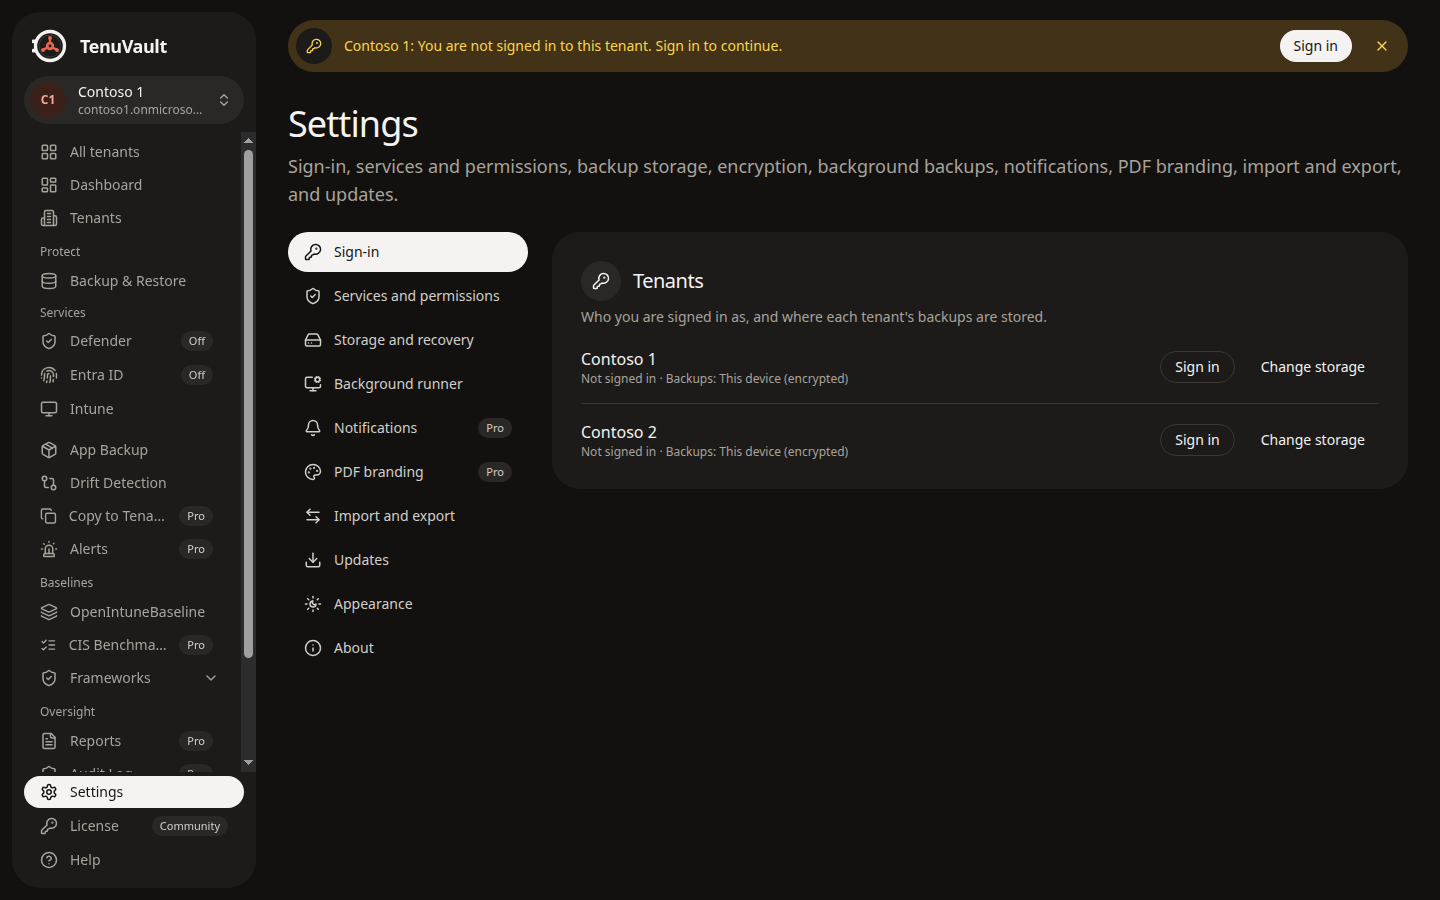 TenuVault
C1
Contoso 1
contoso1.onmicroso...
All tenants
Dashboard
Tenants
Protect
Backup & Restore
Services
Defender
Off
Entra ID
Off
Intune
App Backup
Drift Detection
Copy to Tena...
Pro
Alerts
Pro
Baselines
OpenIntuneBaseline
CIS Benchma...
Pro
Frameworks
Oversight
Reports
Pro
Settings
License
Community
Help
Contoso 1: You are not signed in to this tenant. Sign in to continue.
Sign in
Settings
Sign-in, services and permissions, backup storage, encryption, background backups, notifications, PDF branding, import and export,
and updates.
Sign-in
Services and permissions
Storage and recovery
Background runner
Notifications
Pro
PDF branding
Pro
Import and export
Updates
Appearance
About
Tenants
Who you are signed in as, and where each tenant's backups are stored.
Contoso 1
Not signed in · Backups: This device (encrypted)
Sign in
Change storage
Contoso 2
Not signed in · Backups: This device (encrypted)
Sign in
Change storage